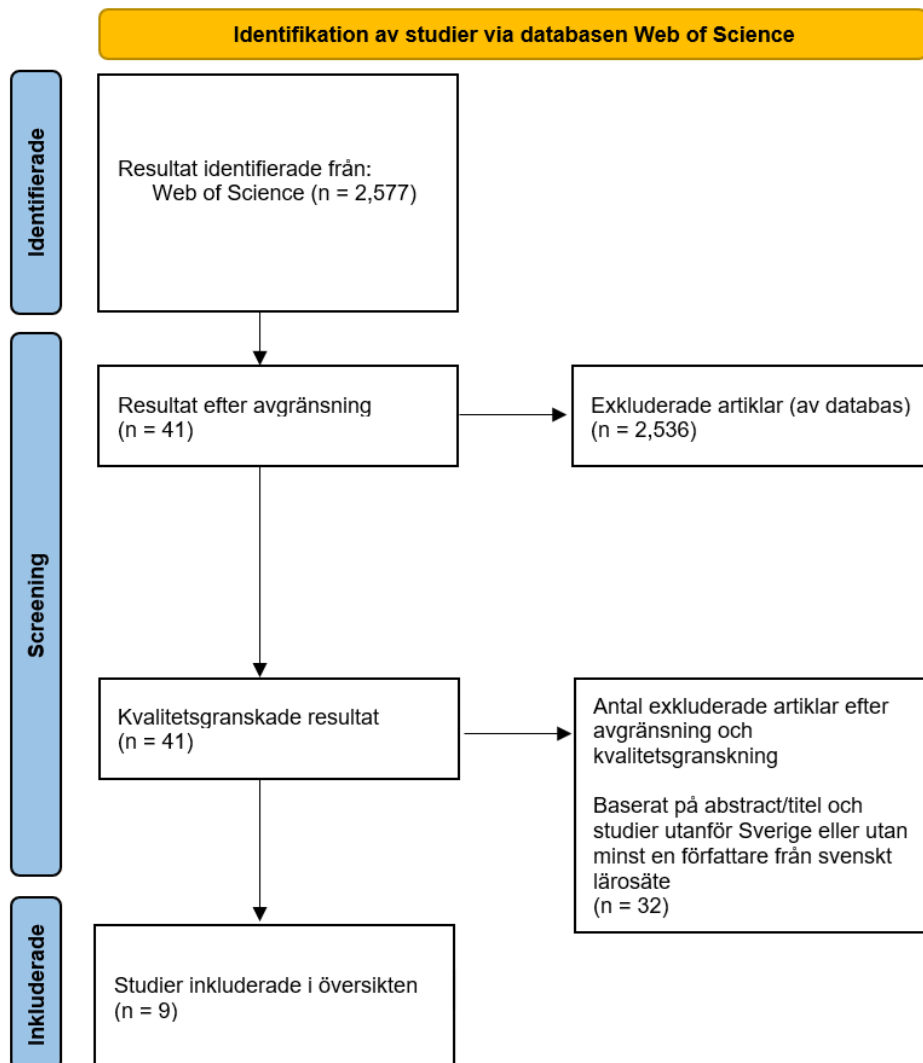 Identifikation av studier via databasen Web of Science
Identifierade
Resultat identifierade från:
Web of Science (n = 2,577)
Screening
Resultat efter avgränsning
(n = 41)
Exkluderade artiklar (av databas)
(n = 2,536)
Kvalitetsgranskade resultat
(n = 41)
Antal exkluderade artiklar efter
avgränsning och
kvalitetsgranskning
Baserat på abstract/titel och
studier utanför Sverige eller utan
minst en författare från svenskt
lärosäte
(n = 32)
Inkluderade
Studier inkluderade i översikten
(n = 9)